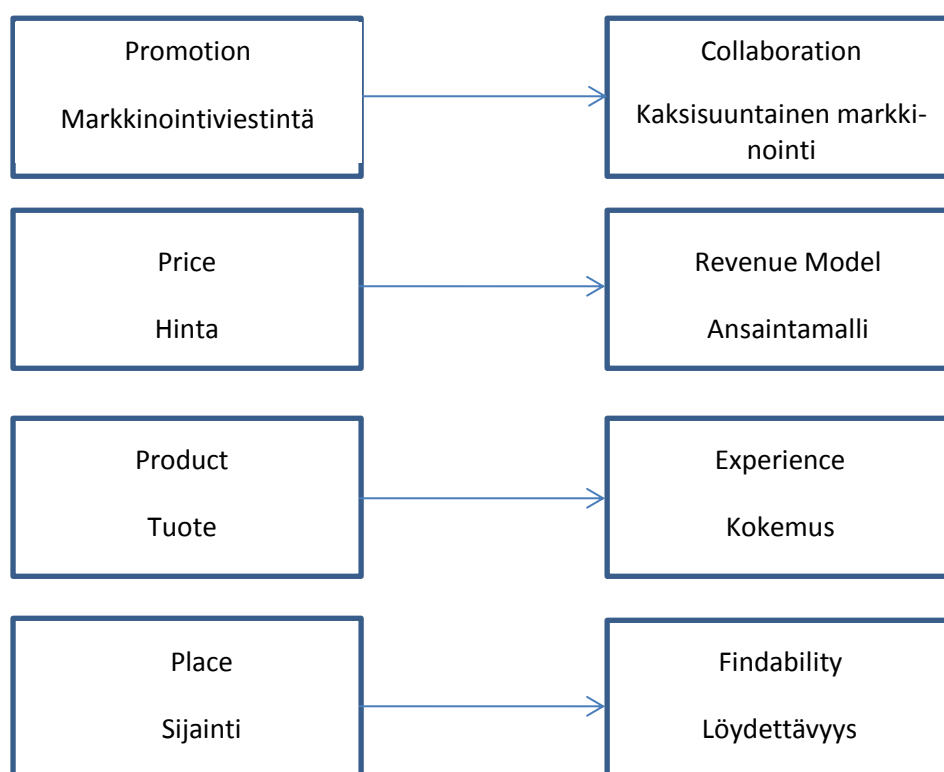 Promotion
Markkinointiviestintä
Collaboration
Kaksisuuntainen markki-
nointi
Price
Hinta
Revenue Model
Ansaintamalli
Product
Tuote
Experience
Kokemus
Place
Sijainti
Findability
Löydettävyys